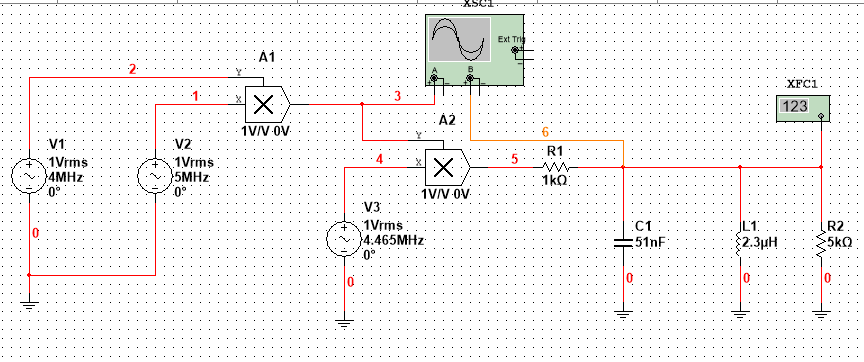 XSC1
Ext Trig
+
−
A
B
+ − + −
XFC1
123
A1
2
Y
1
X
1V/V 0V
3
V1
1Vrms
4MHz
0°
V2
1Vrms
5MHz
0°
0
A2
Y
4
X
1V/V 0V
6
5
R1
1kΩ
V3
1Vrms
4.465MHz
0°
0
C1
51nF
0
L1
2.3µH
0
R2
5kΩ
0